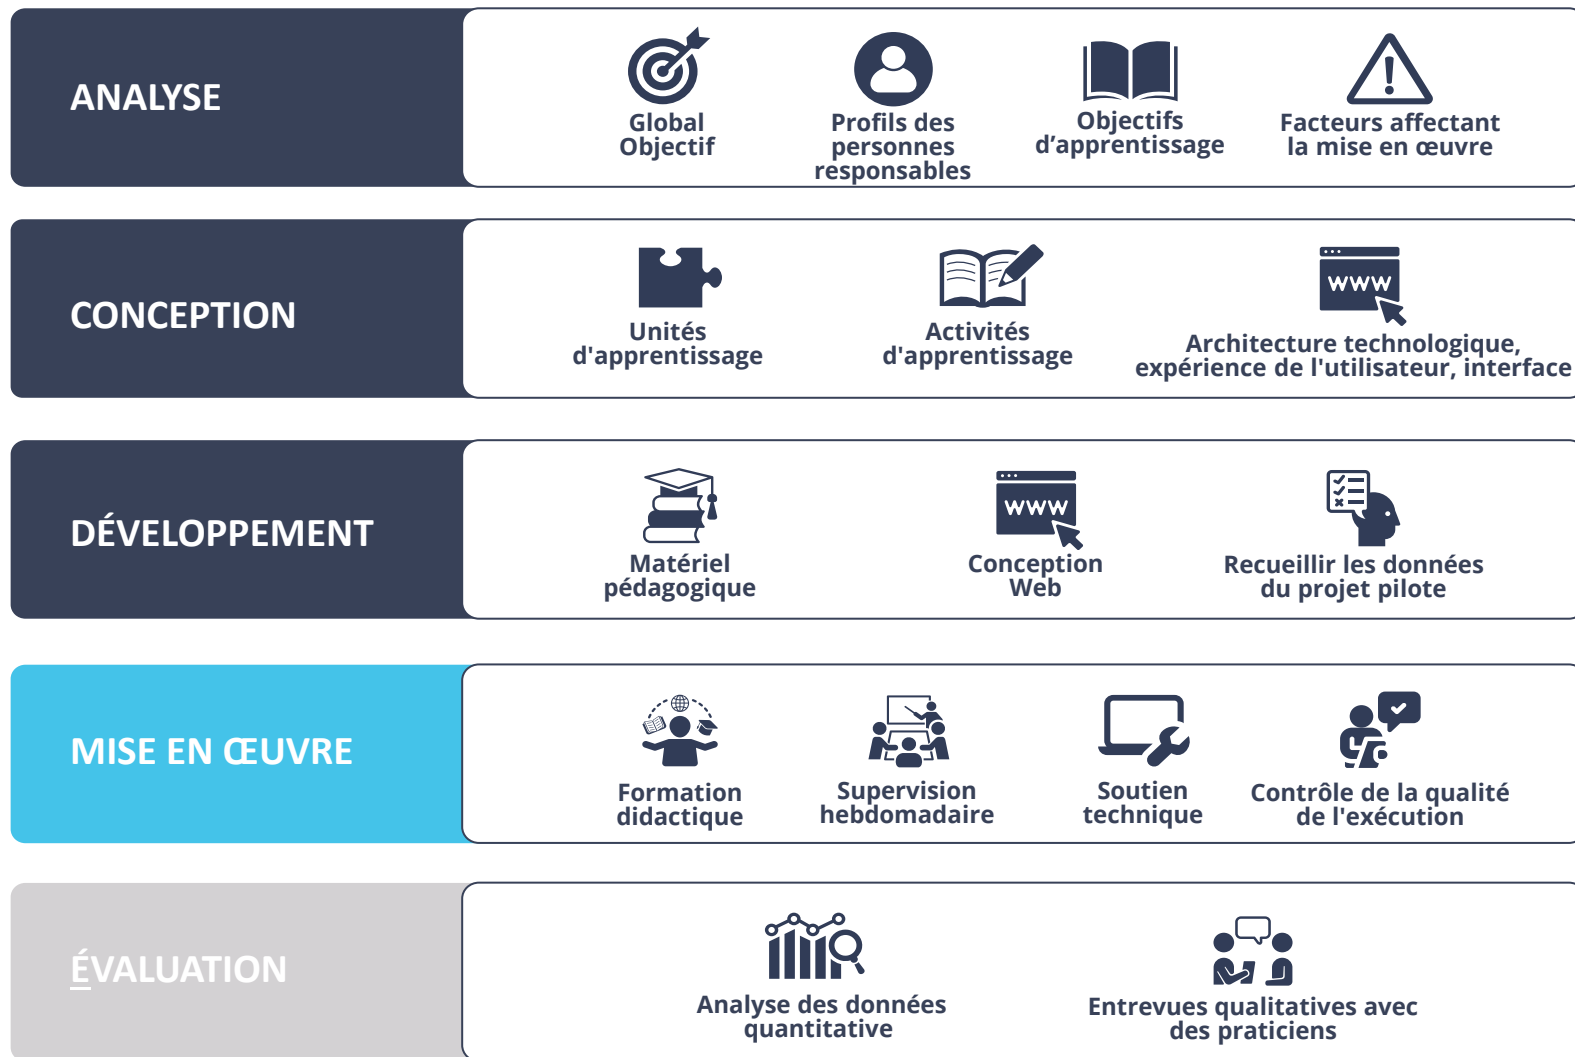 ANALYSE
Global
Objectif
Profils des
personnes
responsables
Objectifs
d’apprentissage
Facteurs affectant
la mise en œuvre
CONCEPTION
Unités
d'apprentissage
Activités
d'apprentissage
WWW
Architecture technologique,
expérience de l'utilisateur, interface
DÉVELOPPEMENT
Matériel
pédagogique
WWW
Conception
Web
Recueillir les données
du projet pilote
MISE EN ŒUVRE
Formation
didactique
Supervision
hebdomadaire
Soutien
technique
Contrôle de la qualité
de l'exécution
ÉVALUATION
Analyse des données
quantitative
Entrevues qualitatives avec
des praticiens